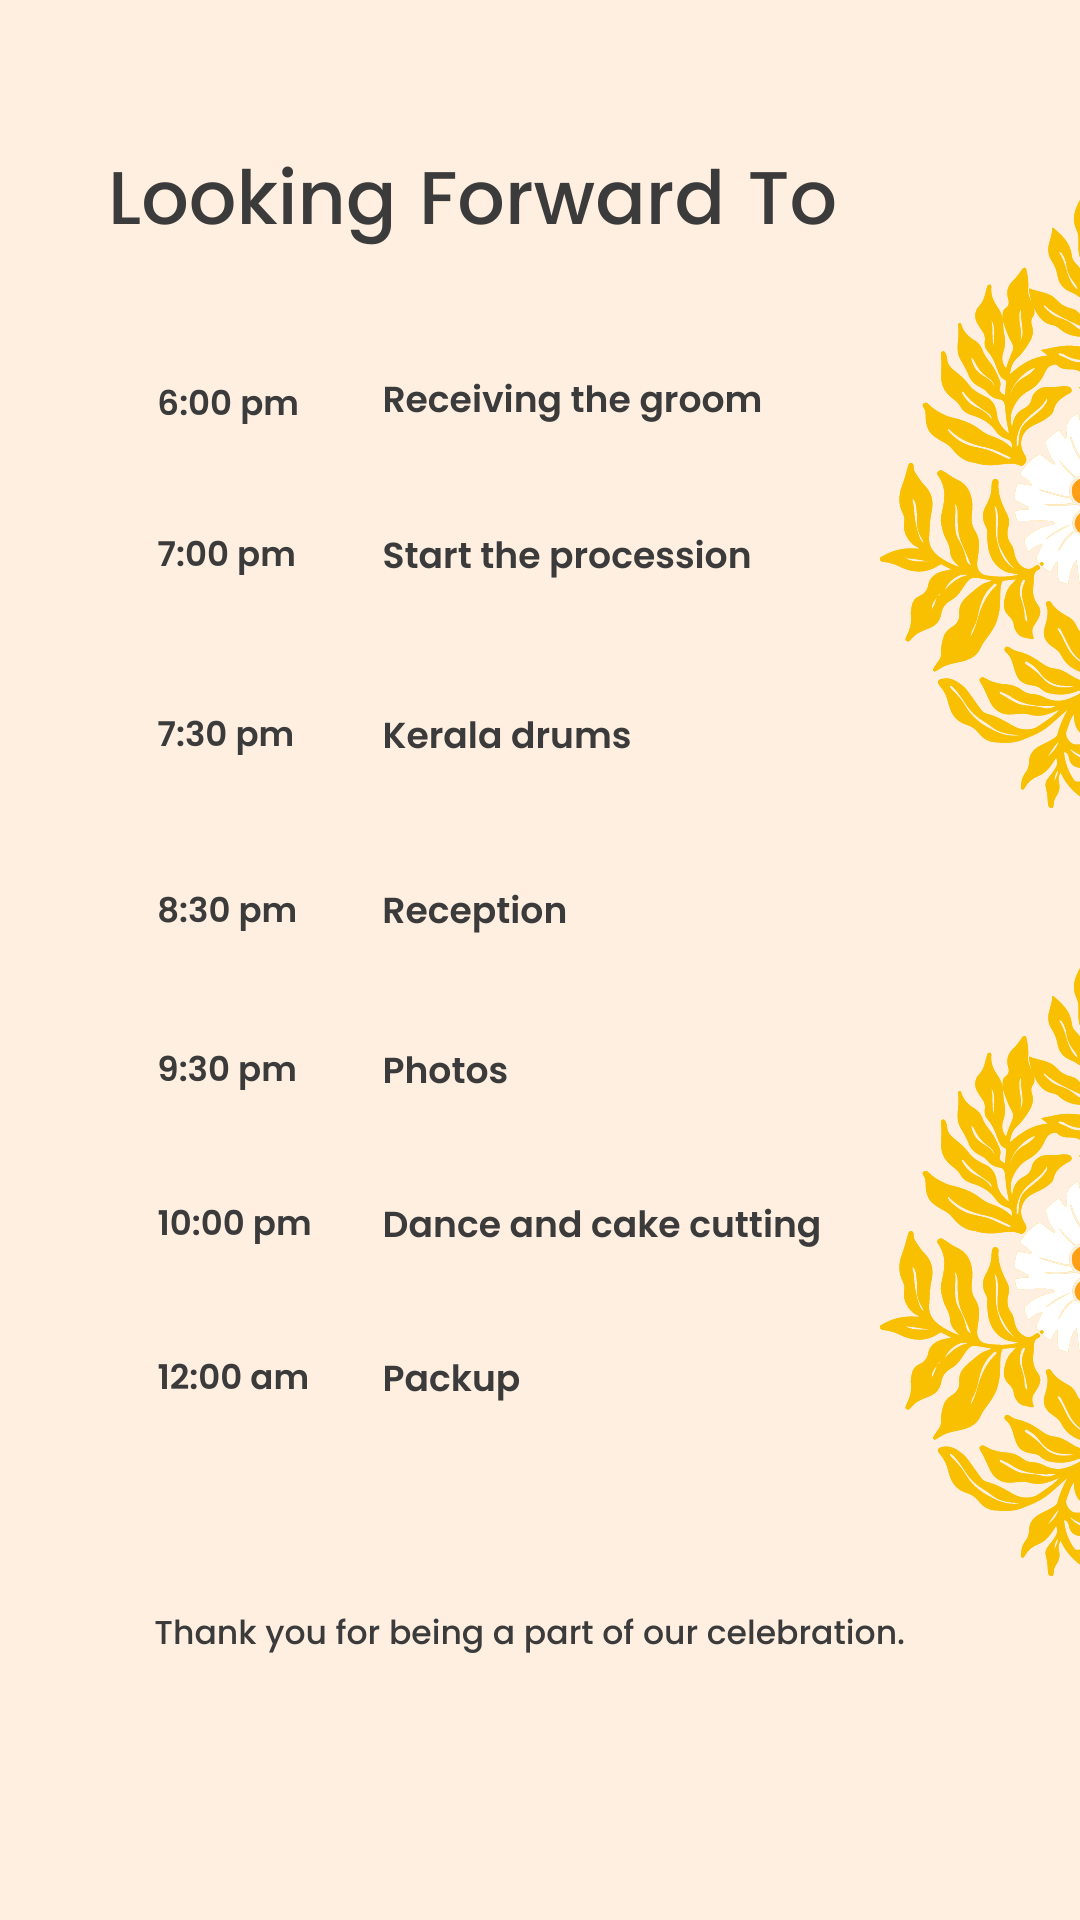 Looking Forward To
6:00 pm Receiving the groom
7:00 pm Start the procession
7:30 pm Kerala drums
8:30 pm Reception
9:30 pm Photos
10:00 pm Dance and cake cutting
12:00 am Packup
Thank you for being a part of our celebration.